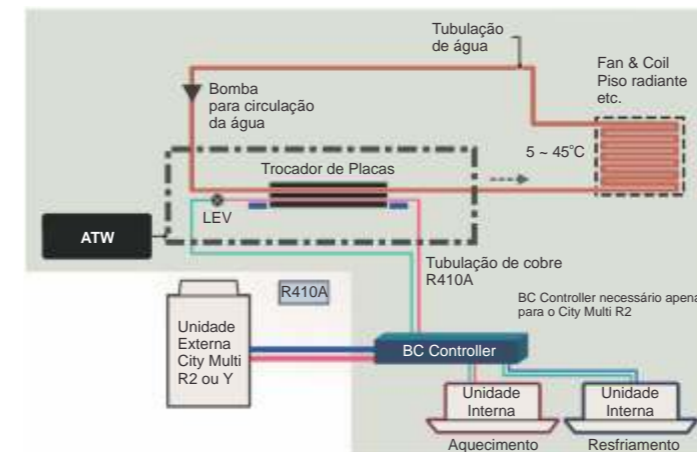 Tubulação
de água
Fan & Coil
Piso radiante
etc.
Bomba
para circulação
da água
5 ~ 45°C
Trocador de Placas
LEV
ATW
Tubulação de cobre
R410A
R410A
BC Controller necessário apena
para o City Multi R2
Unidade
Externa
City Multi
R2 ou Y
BC Controller
Unidade
Interna
Unidade
Interna
Aquecimento
Resfriamento